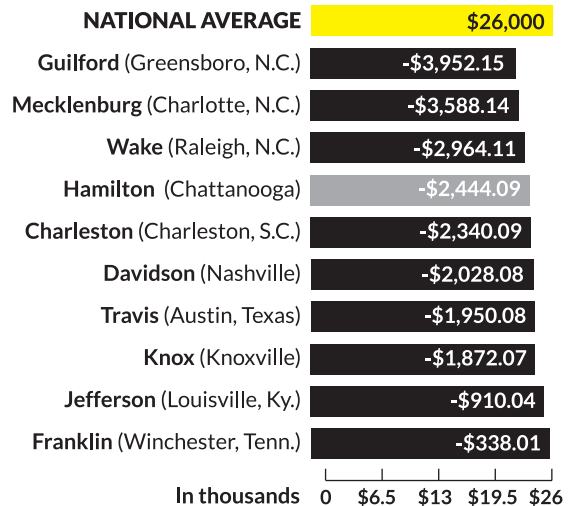 NATIONAL AVERAGE $26,000
Guilford (Greensboro, N.C.) -$3,952.15
Mecklenburg (Charlotte, N.C.) -$3,588.14
Wake (Raleigh, N.C.) -$2,964.11
Hamilton (Chattanooga) -$2,444.09
Charleston (Charleston, S.C.) -$2,340.09
Davidson (Nashville) -$2,028.08
Travis (Austin, Texas) -$1,950.08
Knox (Knoxville) -$1,872.07
Jefferson (Louisville, Ky.) -$910.04
Franklin (Winchester, Tenn.) -$338.01
In thousands 0 $6.5 $13 $19.5 $26